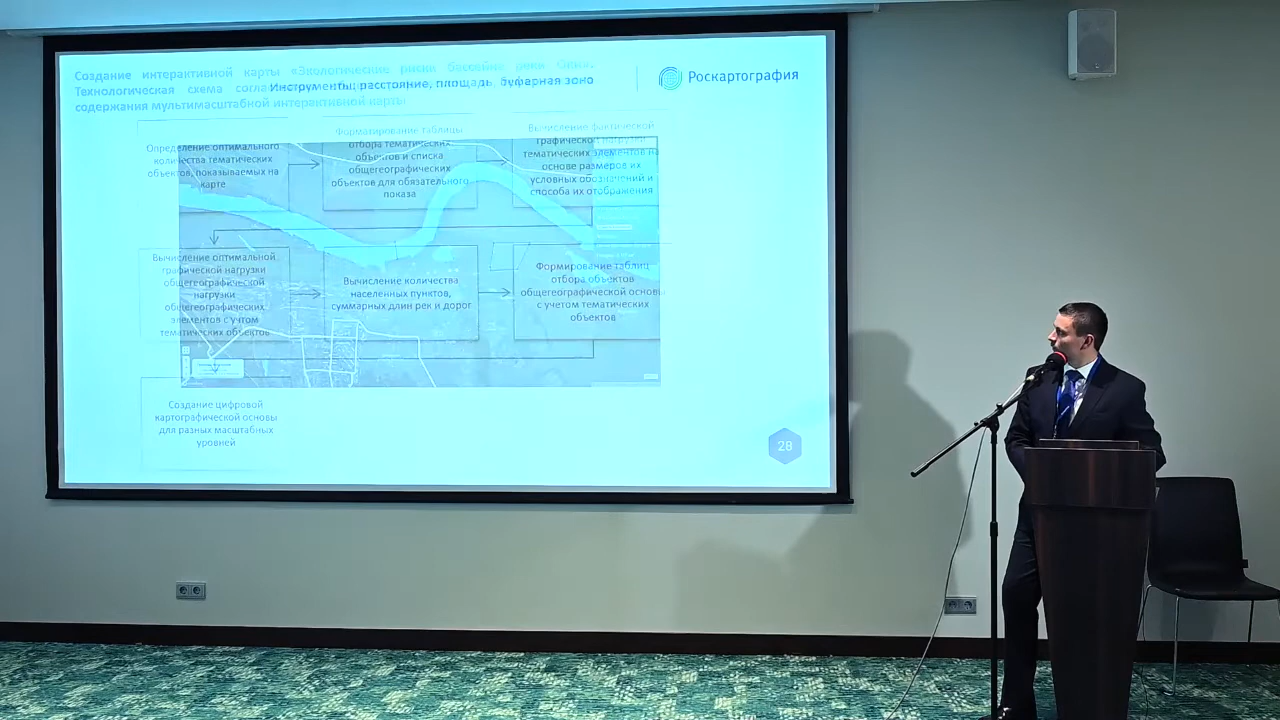 Создание интерактивной карты «Экологические риски бассейна реки
Технологическая схема
Инструменты: расстояние, площадь, буферная зона
содержания мультимасштабной интерактивной карты
Роскартография
Определение оптимального
количества тематических
объектов, показываемых на
карте
Форматирование таблицы
отбора тематических
объектов и списка
общегеографических
объектов для обязательного
показа
Вычисление фактической
графической нагрузки
тематических элементов на
основе размеров их
условных обозначений и
способа их отображения
Вычисление оптимальной
графической нагрузки
общегеографической
нагрузки
общегеографических
элементов с учтом
тематических объектов
Вычисление количества
населенных пунктов,
суммарных длин рек и дорог
Формирование таблиц
отбора объектов
общегеографической основы
с учетом тематических
объектов
Создание цифровой
картографической основы
для разных масштабных
уровней
28